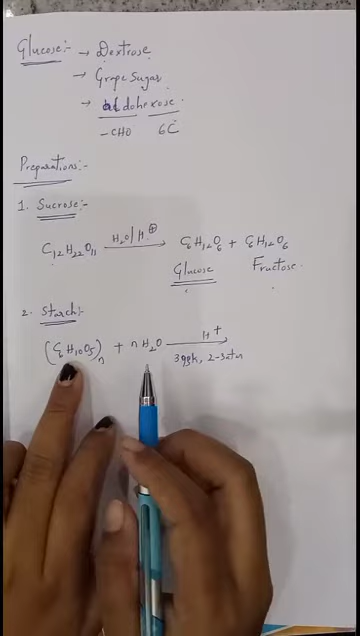 Glucose:- → Dextrose
→ Grape Sugar
→ aldohexose.
-CHO 6C
Preparations:-
1. Sucrose:-
C12H22O11 H2O/H⊕ → C6H12O6 + C6H12O6
Glucose Fructose.
2. Starch:-
(C6H10O5)n + nH2O H+ →
393k, 2-3atm